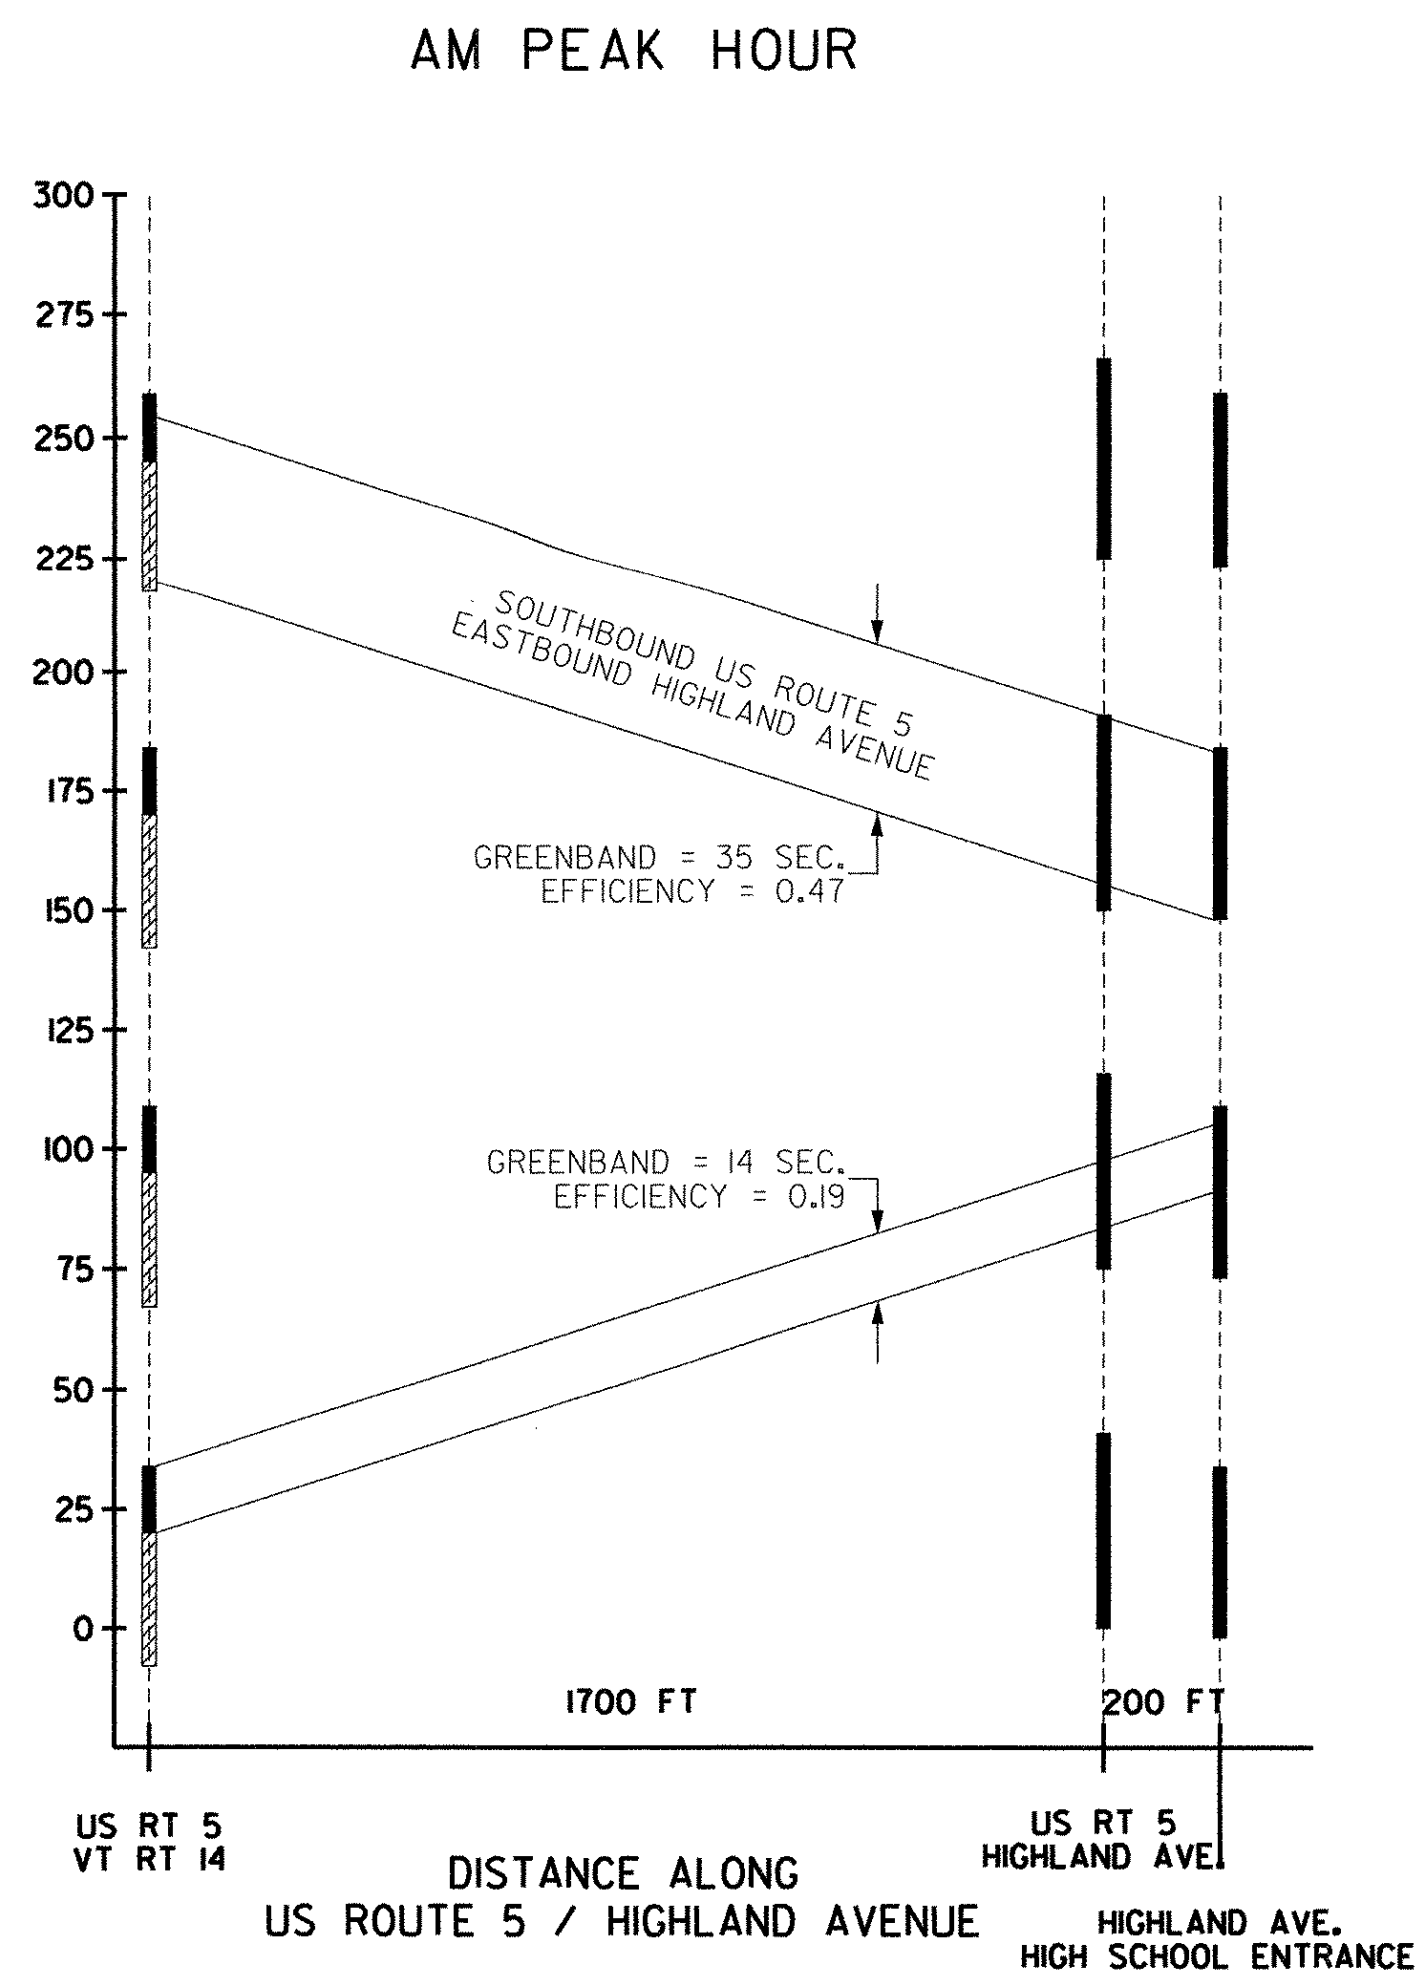 AM PEAK HOUR
300
275
250
225
200
175
150
125
100
75
50
25
0
SOUTHBOUND US ROUTE 5
EASTBOUND HIGHLAND AVENUE
GREENBAND = 35 SEC.
EFFICIENCY = 0.47
GREENBAND = 14 SEC.
EFFICIENCY = 0.19
1700 FT
200 FT
US RT 5
VT RT 14
US RT 5
HIGHLAND AVE.
DISTANCE ALONG
US ROUTE 5 / HIGHLAND AVENUE
HIGHLAND AVE.
HIGH SCHOOL ENTRANCE